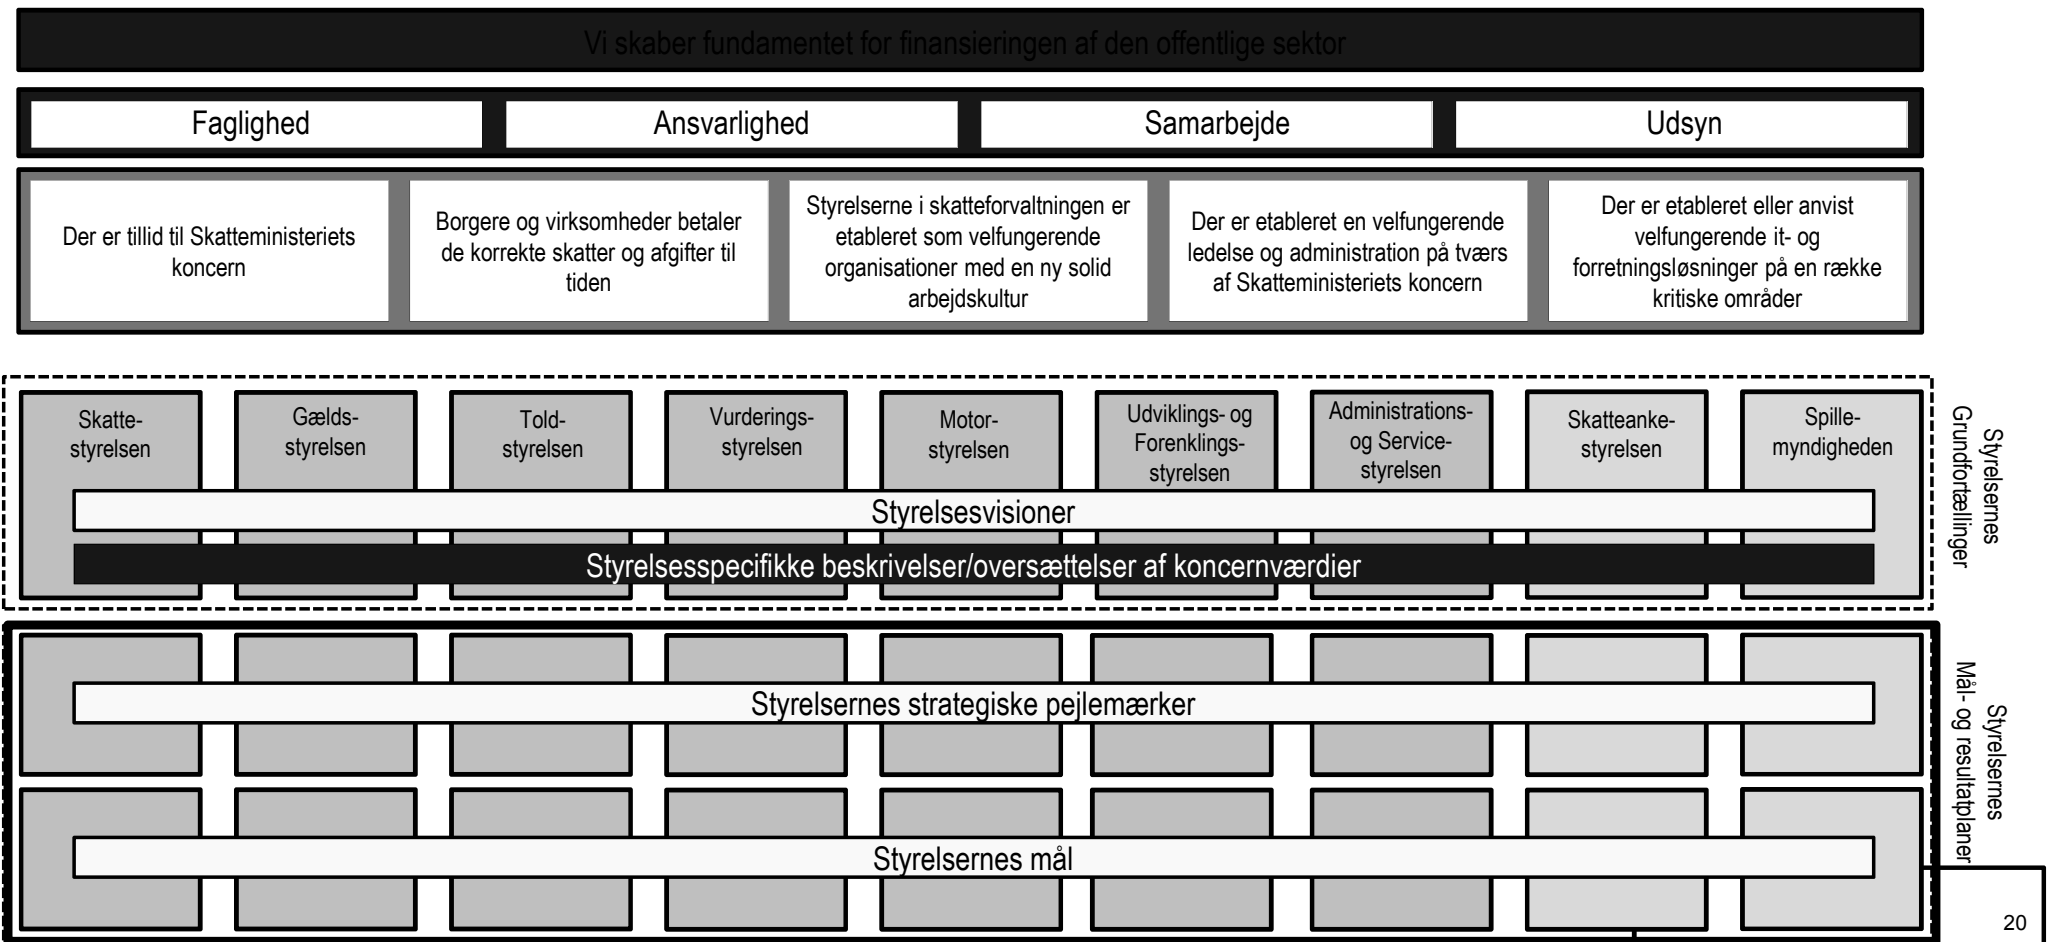 Vi skaber fundamentet for finansieringen af den offentlige sektor
Faglighed
Ansvarlighed
Samarbejde
Udsyn
Der er tillid til Skatteministeriets
koncern
Borgere og virksomheder betaler
de korrekte skatter og afgifter til
tiden
Styrelserne i skatteforvaltningen er
etableret som velfungerende
organisationer med en ny solid
arbejdskultur
Der er etableret en velfungerende
ledelse og administration på tværs
af Skatteministeriets koncern
Der er etableret eller anvist
velfungerende it- og
forretningsløsninger på en række
kritiske områder
Skatte-
styrelsen
Gælds-
styrelsen
Told-
styrelsen
Vurderings-
styrelsen
Motor-
styrelsen
Udviklings- og
Forenklings-
styrelsen
Administrations-
og Service-
styrelsen
Skatteanke-
styrelsen
Spille-
myndigheden
Styrelsesvisioner
Styrelsesspecifikke beskrivelser/oversættelser af koncernværdier
Styrelsernes
Grundfortællinger
Styrelsernes strategiske pejlemærker
Styrelsernes mål
Styrelsernes
Mål- og resultatplaner
20